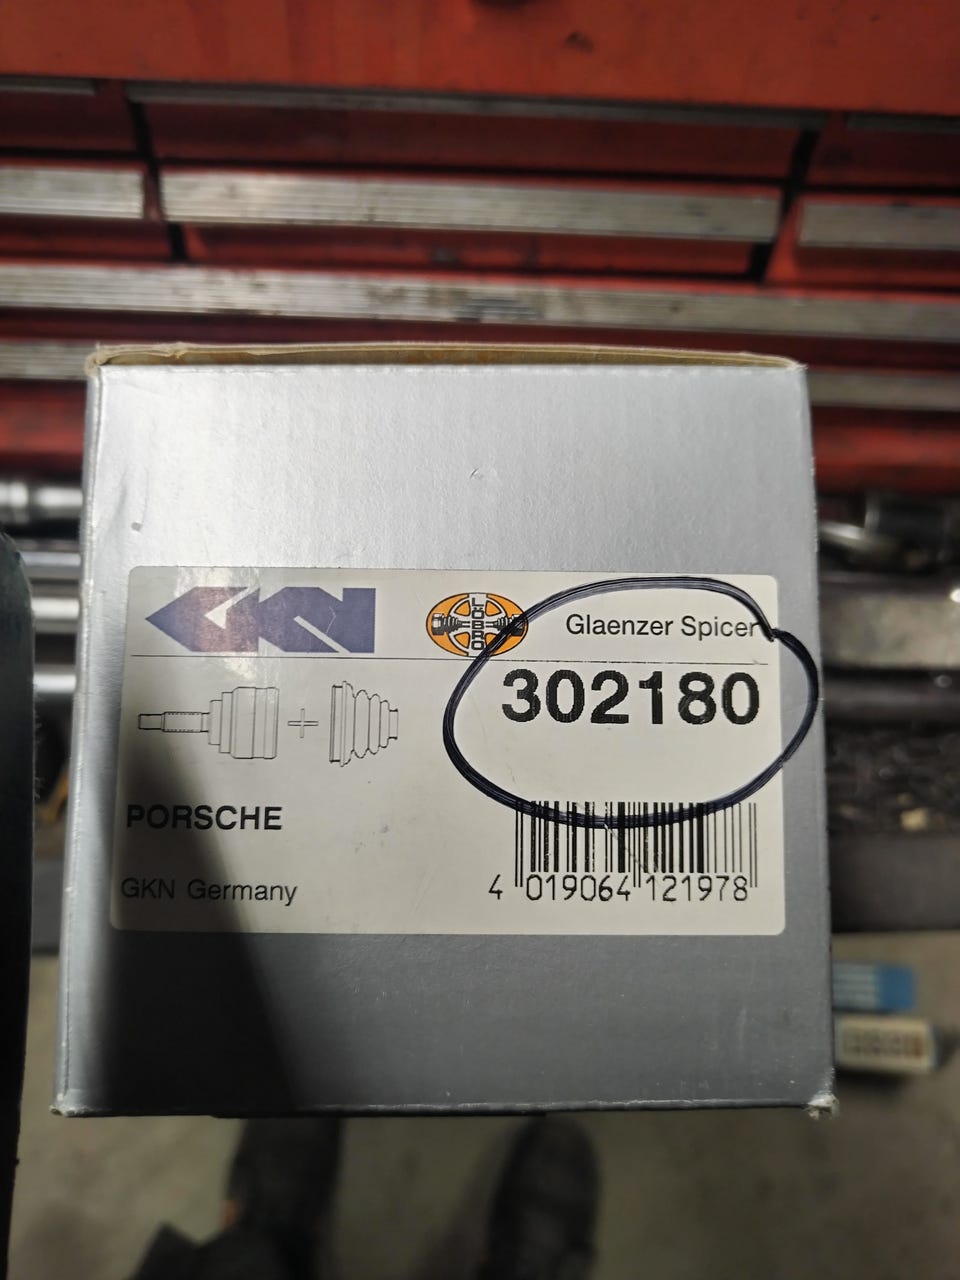 GKN
LÖBRO
Glaenzer Spicer
302180
PORSCHE
GKN Germany
4 019064 121978